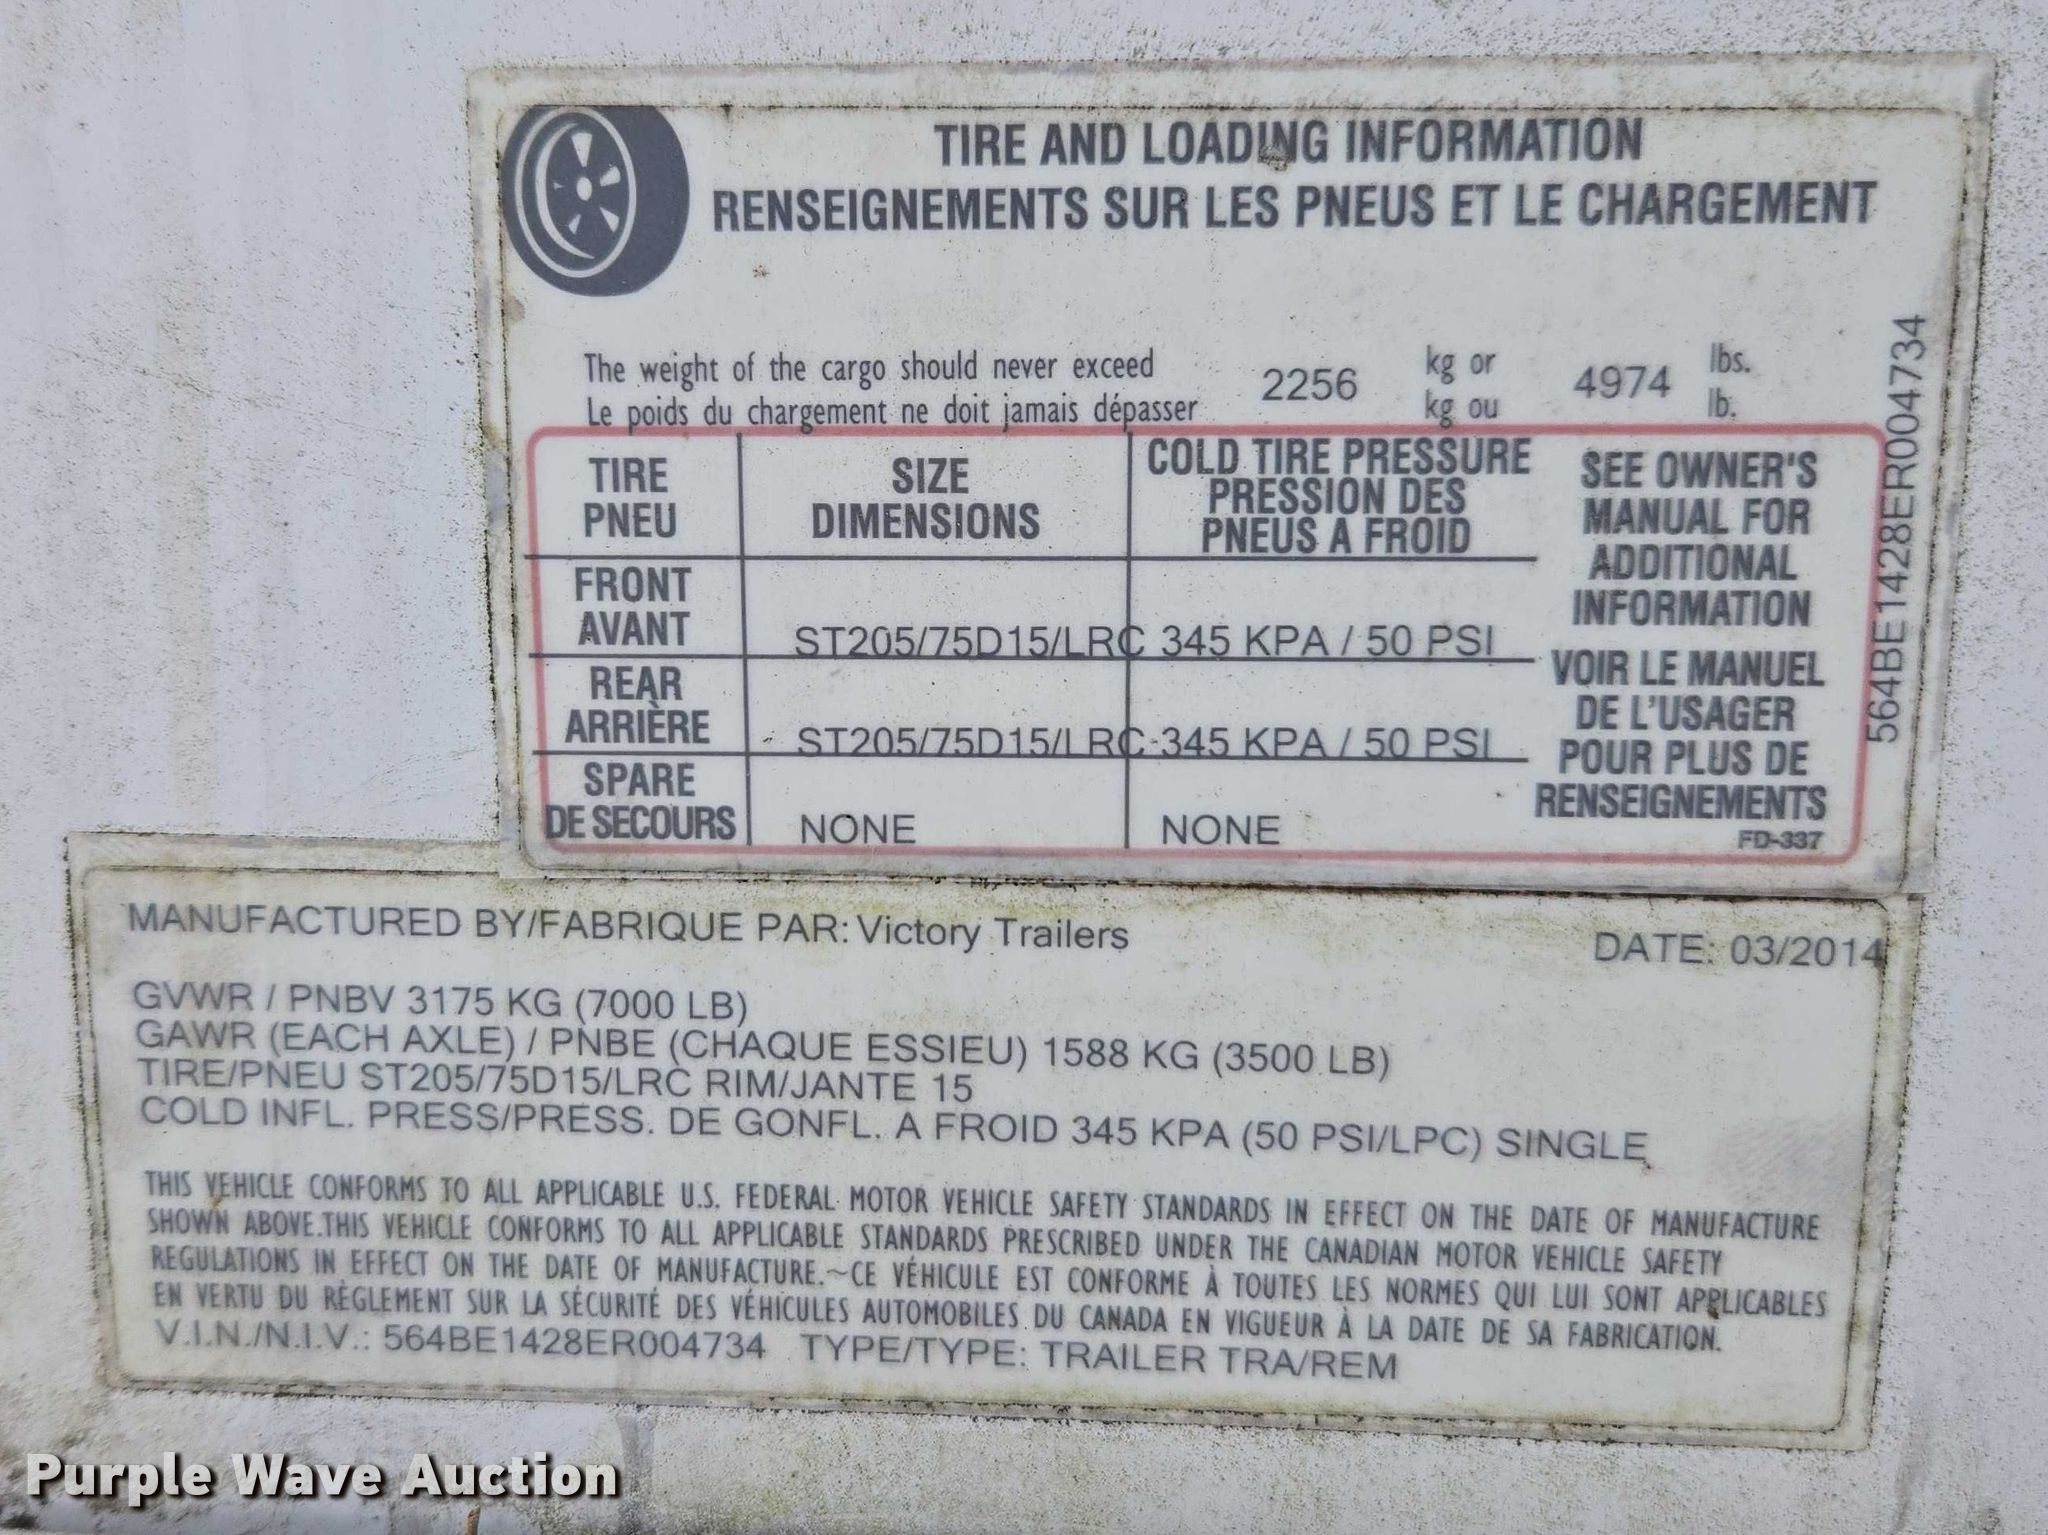 TIRE AND LOADING INFORMATION
RENSEIGNEMENTS SUR LES PNEUS ET LE CHARGEMENT
The weight of the cargo should never exceed 2256 kg or 4974 lbs.
Le poids du chargement ne doit jamais dépasser kg ou lb.
TIRE
PNEU
SIZE
DIMENSIONS
COLD TIRE PRESSURE
PRESSION DES
PNEUS A FROID
FRONT
AVANT
ST205/75D15/LRC 345 KPA / 50 PSI
REAR
ARRIÈRE
ST205/75D15/LRC 345 KPA / 50 PSI
SPARE
DE SECOURS
NONE NONE
SEE OWNER'S
MANUAL FOR
ADDITIONAL
INFORMATION
VOIR LE MANUEL
DE L'USAGER
POUR PLUS DE
RENSEIGNEMENTS
FD-337
564BE1428ER004734
MANUFACTURED BY/FABRIQUE PAR: Victory Trailers DATE: 03/2014
GVWR / PNBV 3175 KG (7000 LB)
GAWR (EACH AXLE) / PNBE (CHAQUE ESSIEU) 1588 KG (3500 LB)
TIRE/PNEU ST205/75D15/LRC RIM/JANTE 15
COLD INFL. PRESS/PRESS. DE GONFL. A FROID 345 KPA (50 PSI/LPC) SINGLE
THIS VEHICLE CONFORMS TO ALL APPLICABLE U.S. FEDERAL MOTOR VEHICLE SAFETY STANDARDS IN EFFECT ON THE DATE OF MANUFACTURE
SHOWN ABOVE.THIS VEHICLE CONFORMS TO ALL APPLICABLE STANDARDS PRESCRIBED UNDER THE CANADIAN MOTOR VEHICLE SAFETY
REGULATIONS IN EFFECT ON THE DATE OF MANUFACTURE.~CE VÉHICULE EST CONFORME À TOUTES LES NORMES QUI LUI SONT APPLICABLES
EN VERTU DU RÈGLEMENT SUR LA SÉCURITÉ DES VÉHICULES AUTOMOBILES DU CANADA EN VIGUEUR À LA DATE DE SA FABRICATION.
V.I.N./N.I.V.: 564BE1428ER004734 TYPE/TYPE: TRAILER TRA/REM
Purple Wave Auction